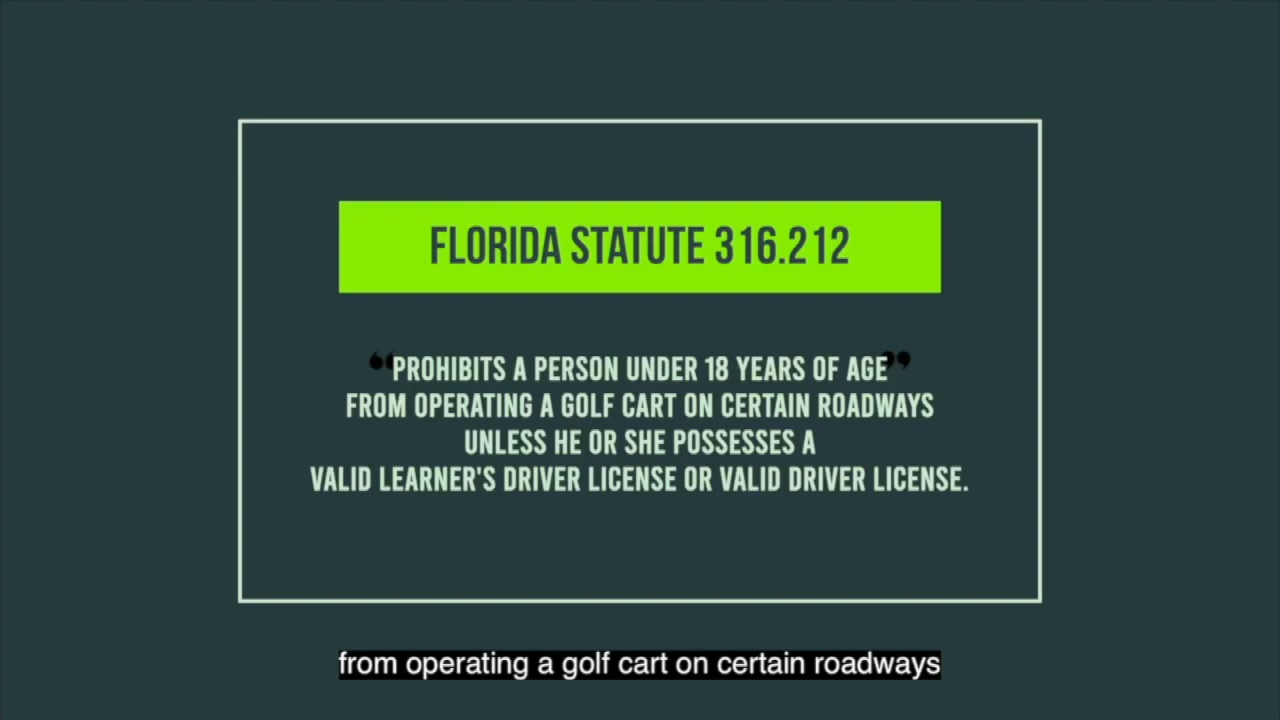 FLORIDA STATUTE 316.212
“PROHIBITS A PERSON UNDER 18 YEARS OF AGE”
FROM OPERATING A GOLF CART ON CERTAIN ROADWAYS
UNLESS HE OR SHE POSSESSES A
VALID LEARNER'S DRIVER LICENSE OR VALID DRIVER LICENSE.
from operating a golf cart on certain roadways